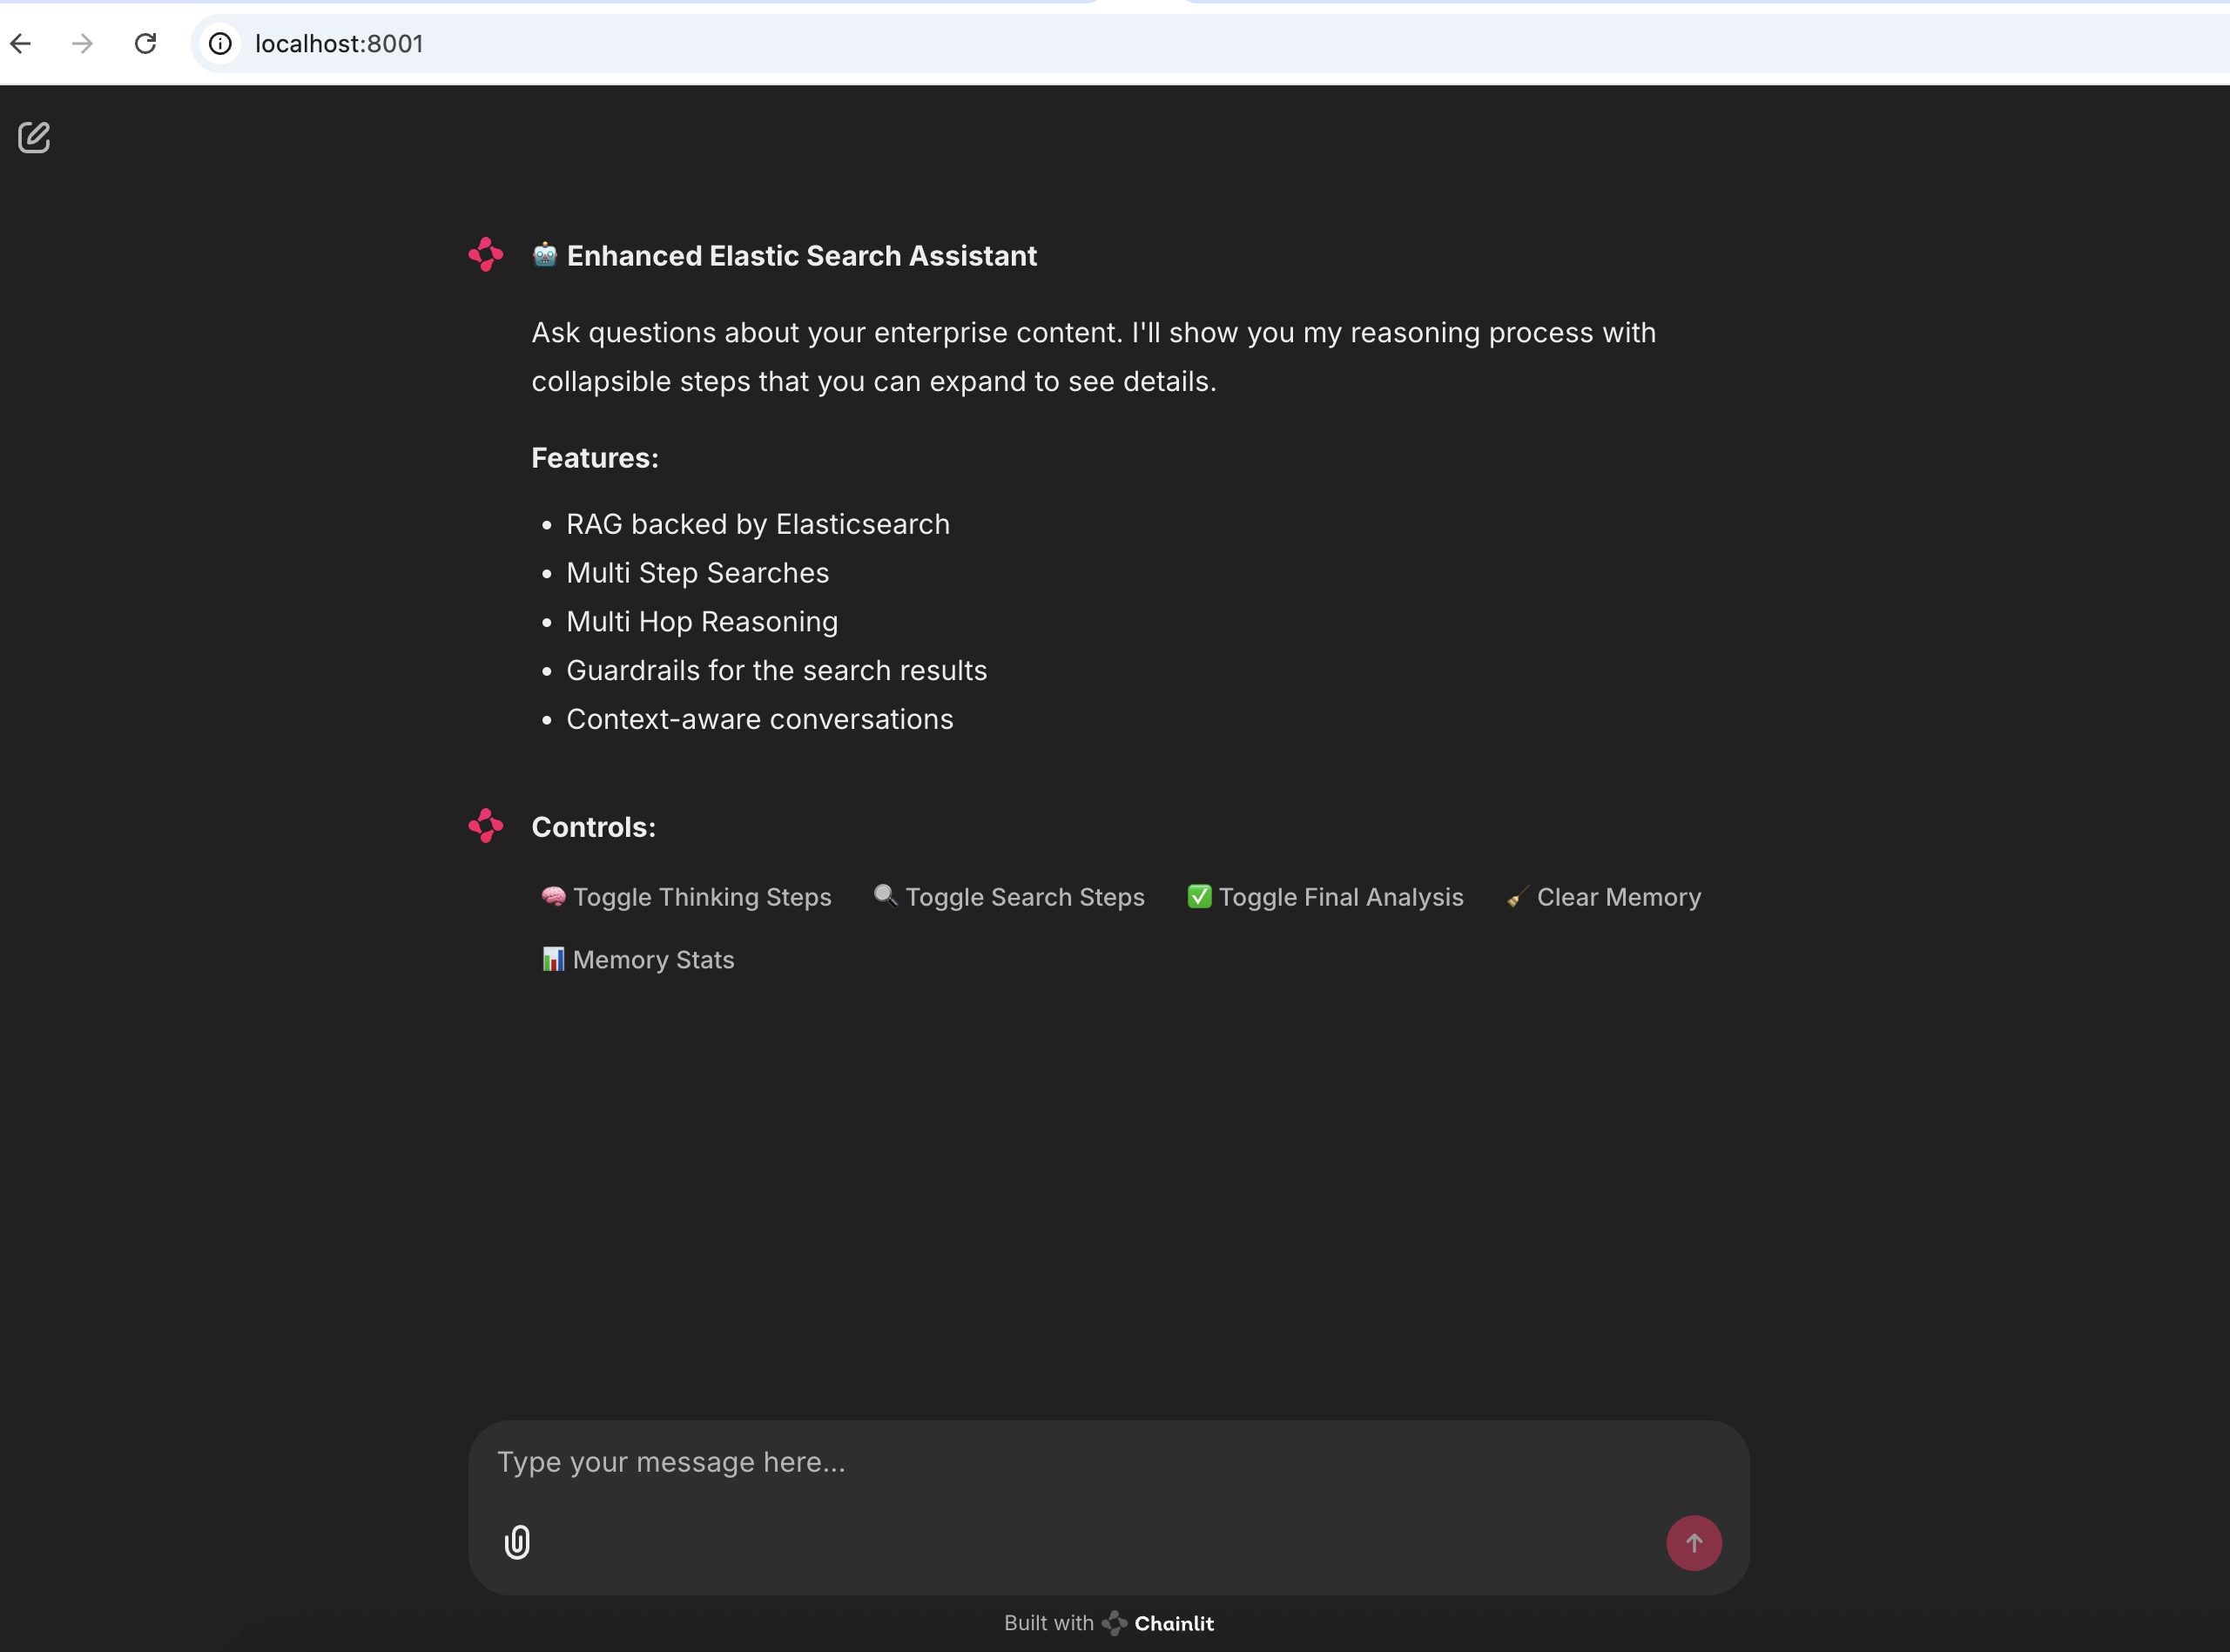 localhost:8001
🤖 Enhanced Elastic Search Assistant
Ask questions about your enterprise content. I'll show you my reasoning process with
collapsible steps that you can expand to see details.
Features:
• RAG backed by Elasticsearch
• Multi Step Searches
• Multi Hop Reasoning
• Guardrails for the search results
• Context-aware conversations
Controls:
🧠 Toggle Thinking Steps 🔍 Toggle Search Steps ✅ Toggle Final Analysis 🧹 Clear Memory
📊 Memory Stats
Type your message here...
Built with Chainlit